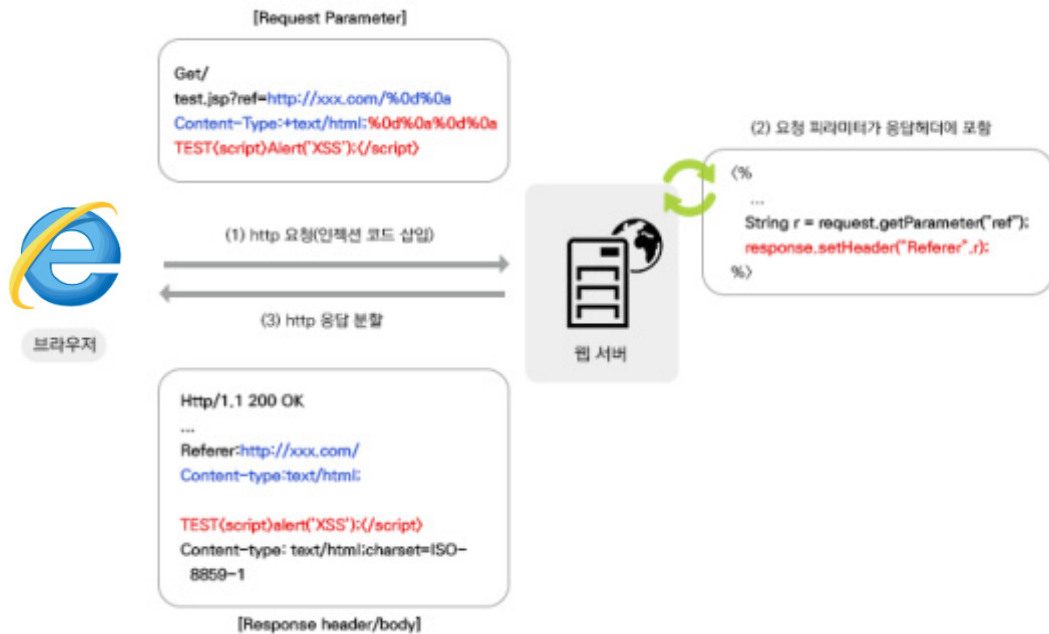 [Request Parameter]
Get/
test.jsp?ref=http://xxx.com/%0d%0a
Content-Type:+text/html;%0d%0a%0d%0a
TEST<script>Alert('XSS');</script>
(1) http 요청(인젝션 코드 삽입)
(3) http 응답 분할
브라우저
웹 서버
(2) 요청 파라미터가 응답헤더에 포함
<%
...
String r = request.getParameter("ref");
response.setHeader("Referer",r);
%>
Http/1.1 200 OK
...
Referer:http://xxx.com/
Content-type:text/html;
TEST<script>alert('XSS');</script>
Content-type: text/html;charset=ISO-
8859-1
[Response header/body]